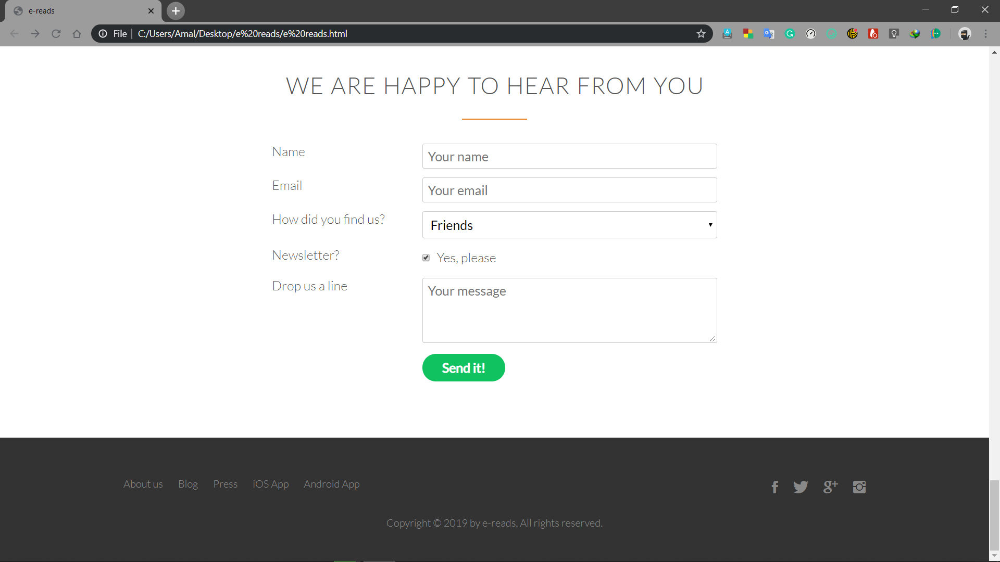 e-reads
File C:/Users/Amal/Desktop/e%20reads/e%20reads.html
WE ARE HAPPY TO HEAR FROM YOU
Name
Your name
Email
Your email
How did you find us?
Friends
Newsletter?
Yes, please
Drop us a line
Your message
Send it!
About us Blog Press iOS App Android App
Copyright © 2019 by e-reads. All rights reserved.